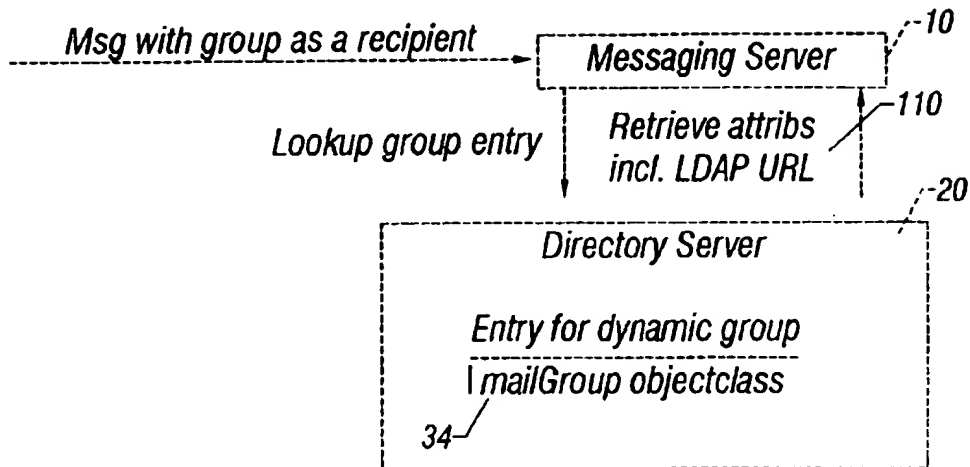 Msg with group as a recipient
Messaging Server
10
Lookup group entry
Retrieve attribs
incl. LDAP URL
110
20
Directory Server
Entry for dynamic group
mailGroup objectclass
34